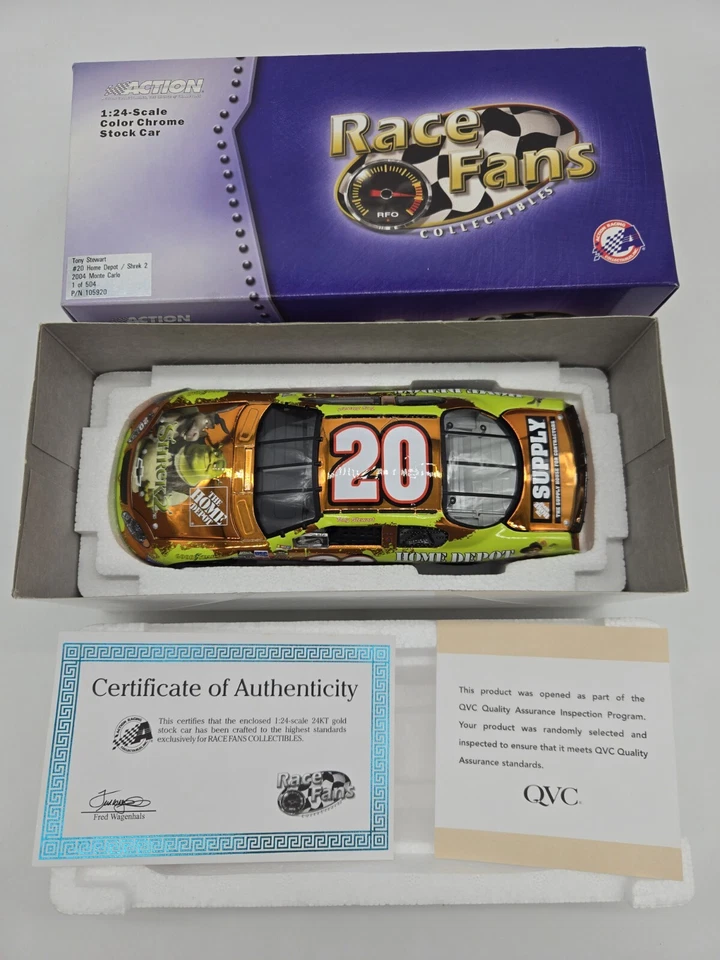 ACTION
1:24-Scale
Color Chrome
Stock Car
Race
Fans
RFO
COLLECTIBLES
Tony Stewart
#20 Home Depot / Shrek 2
2004 Monte Carlo
1 of 504
P/N 105920
ACTION
20
SHREK 2
THE
HOME
DEPOT
SUPPLY
HOME DEPOT
Certificate of Authenticity
This certifies that the enclosed 1:24-scale 24KT gold
stock car has been crafted to the highest standards
exclusively for RACE FANS COLLECTIBLES.
Race
Fans
Fred Wagenhals
This product was opened as part of the
QVC Quality Assurance Inspection Program.
Your product was randomly selected and
inspected to ensure that it meets QVC Quality
Assurance standards.
QVC